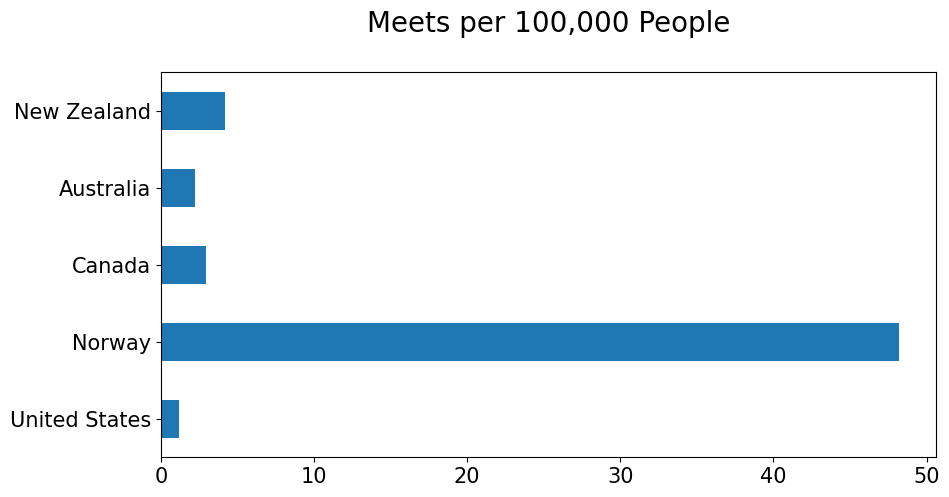 Meets per 100,000 People
New Zealand
Australia
Canada
Norway
United States
0 10 20 30 40 50